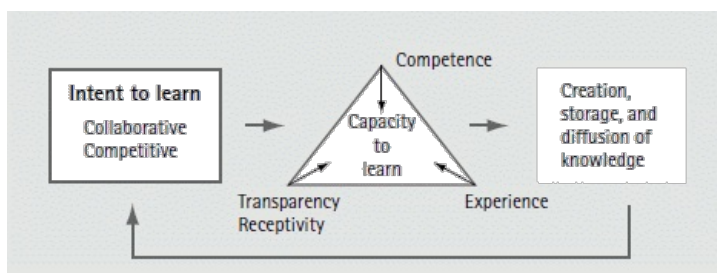 Intent to learn
Collaborative
Competitive
Competence
Capacity
to
learn
Transparency
Receptivity
Experience
Creation,
storage, and
diffusion of
knowledge